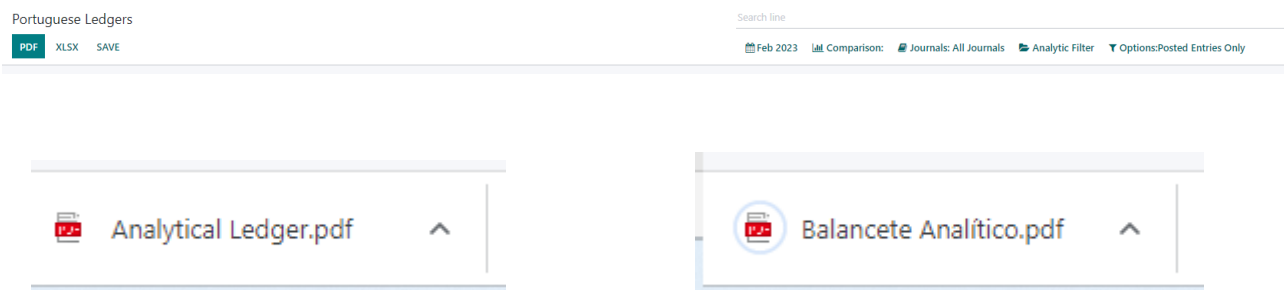 Portuguese Ledgers
Search line
PDF XLSX SAVE
Feb 2023 Comparison: Journals: All Journals Analytic Filter Options:Posted Entries Only
Analytical Ledger.pdf
Balancete Analítico.pdf